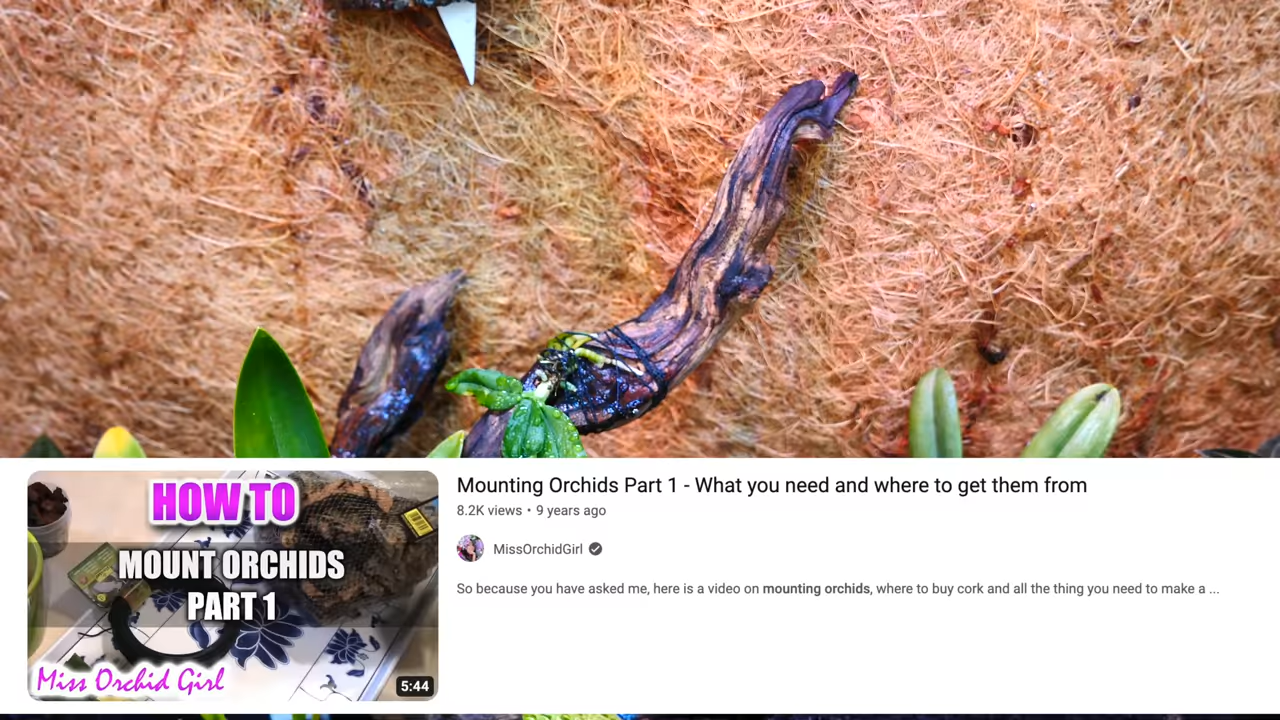 HOW TO
MOUNT ORCHIDS
PART 1
Miss Orchid Girl
5:44
Mounting Orchids Part 1 - What you need and where to get them from
8.2K views • 9 years ago
MissOrchidGirl
So because you have asked me, here is a video on mounting orchids, where to buy cork and all the thing you need to make a ...